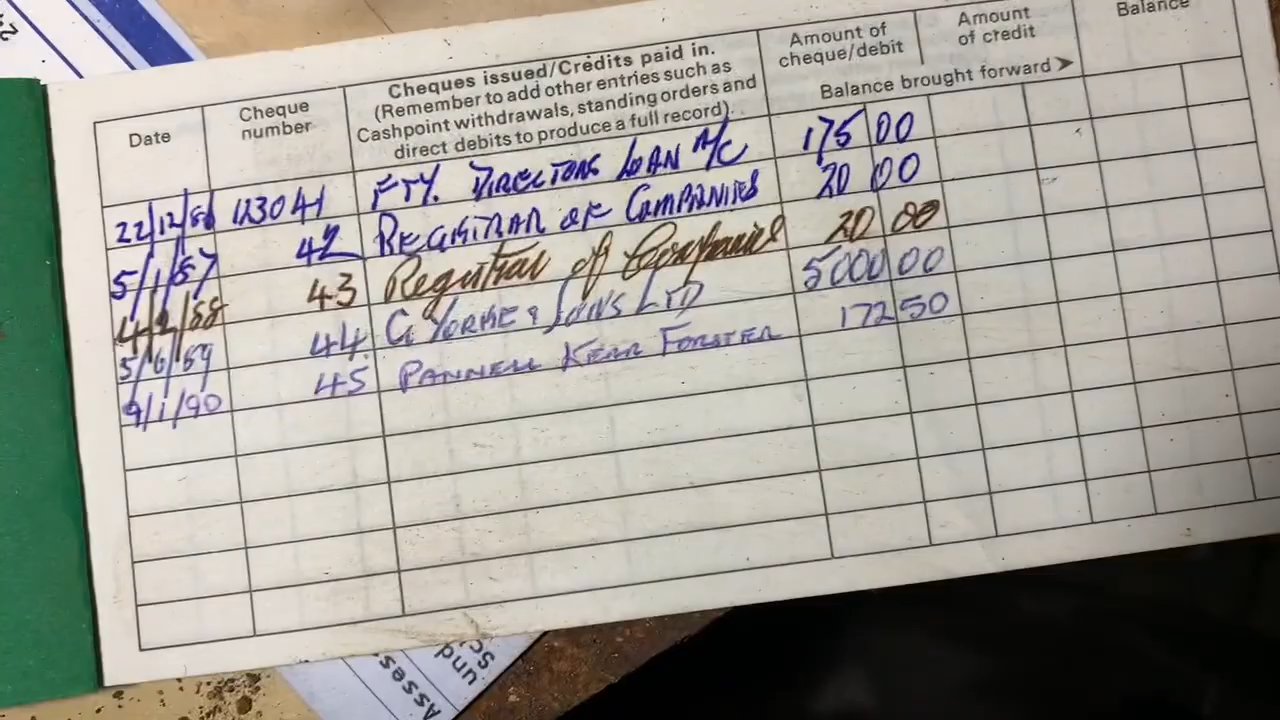 Date
Cheque number
Cheques issued/Credits paid in.
(Remember to add other entries such as
Cashpoint withdrawals, standing orders and
direct debits to produce a full record).
Amount of
cheque/debit
Amount
of credit
Balance
Balance brought forward
22/12/86 123041 FTY. DIRECTORS LOAN A/C 175 00
5/1/87 42 REGISTRAR OF COMPANIES 20 00
4/2/88 43 Registrar of Companies 20 00
5/6/89 44 G YORKE & SONS LTD 5000 00
9/1/90 45 PANNELL KERR FORSTER 172 50
und
Sc
Asses